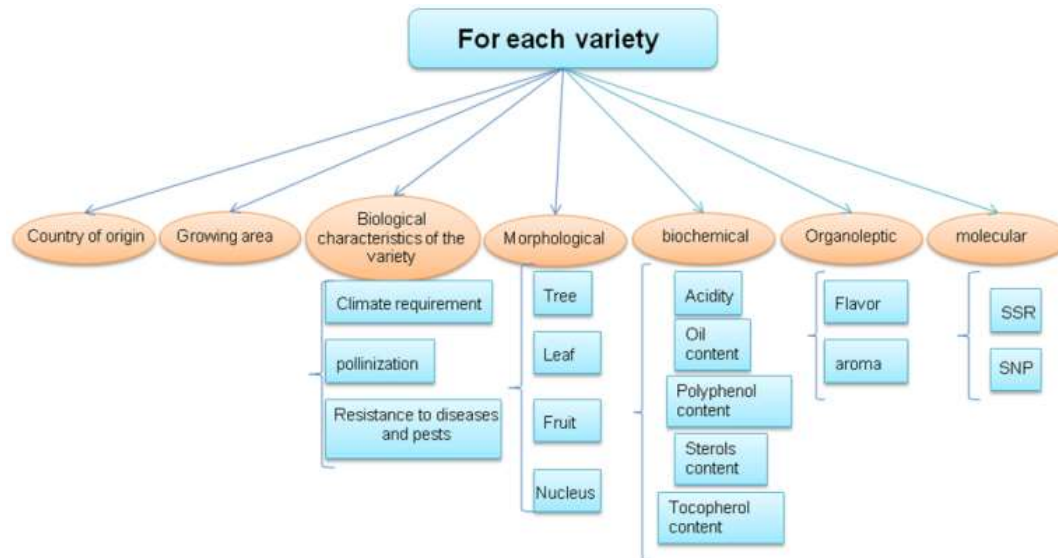 For each variety
Country of origin
Growing area
Biological
characteristics of the
variety
Morphological
biochemical
Organoleptic
molecular
Climate requirement
pollinization
Resistance to diseases
and pests
Tree
Leaf
Fruit
Nucleus
Acidity
Oil
content
Polyphenol
content
Sterols
content
Tocopherol
content
Flavor
aroma
SSR
SNP